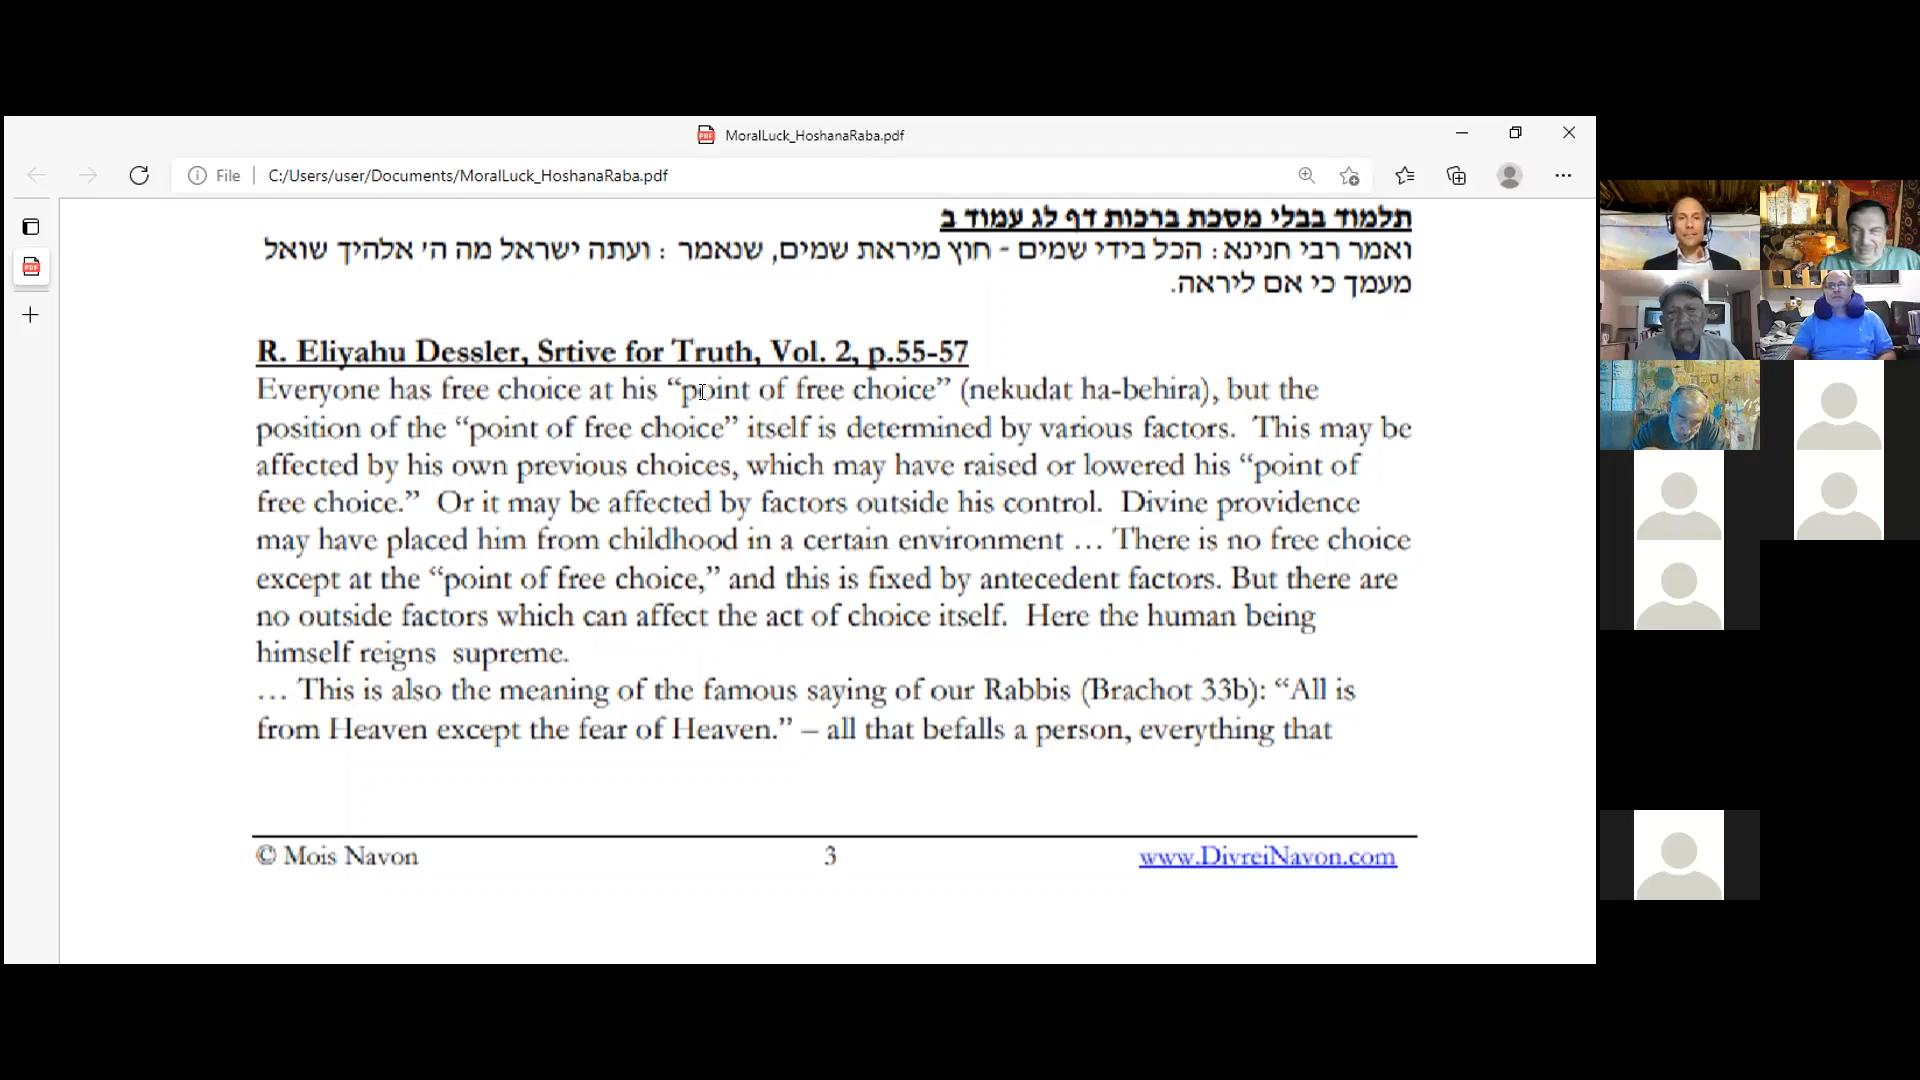 MoralLuck_HoshanaRaba.pdf
File
C:/Users/user/Documents/MoralLuck_HoshanaRaba.pdf
תלמוד בבלי מסכת ברכות דף לג עמוד ב
ואמר רבי חנינא: הכל בידי שמים - חוץ מיראת שמים, שנאמר : ועתה ישראל מה ה' אלהיך שואל
מעמך כי אם ליראה.
R. Eliyahu Dessler, Srtive for Truth, Vol. 2, p.55-57
Everyone has free choice at his “point of free choice” (nekudat ha-behira), but the
position of the “point of free choice” itself is determined by various factors. This may be
affected by his own previous choices, which may have raised or lowered his “point of
free choice.” Or it may be affected by factors outside his control. Divine providence
may have placed him from childhood in a certain environment … There is no free choice
except at the “point of free choice,” and this is fixed by antecedent factors. But there are
no outside factors which can affect the act of choice itself. Here the human being
himself reigns supreme.
… This is also the meaning of the famous saying of our Rabbis (Brachot 33b): “All is
from Heaven except the fear of Heaven.” – all that befalls a person, everything that
© Mois Navon
3
www.DivreiNavon.com